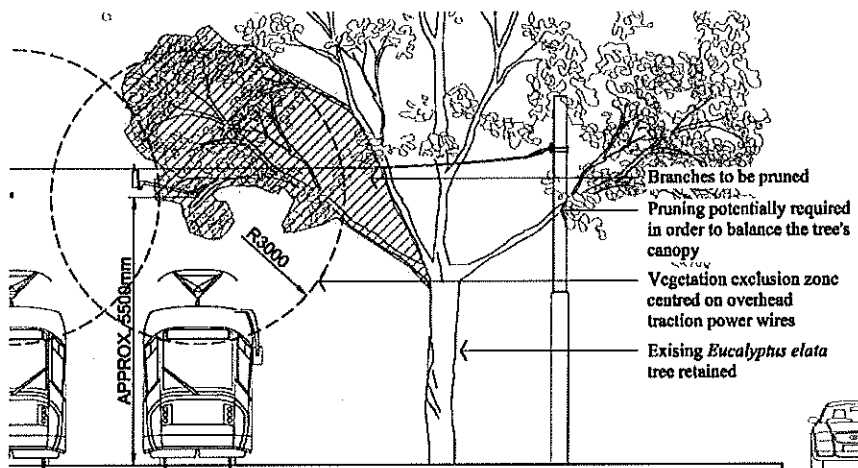 Branches to be pruned
Pruning potentially required
in order to balance the tree's
canopy
Vegetation exclusion zone
centred on overhead
traction power wires
Exising Eucalyptus elata
tree retained
R3000
APPROX. 5500mm